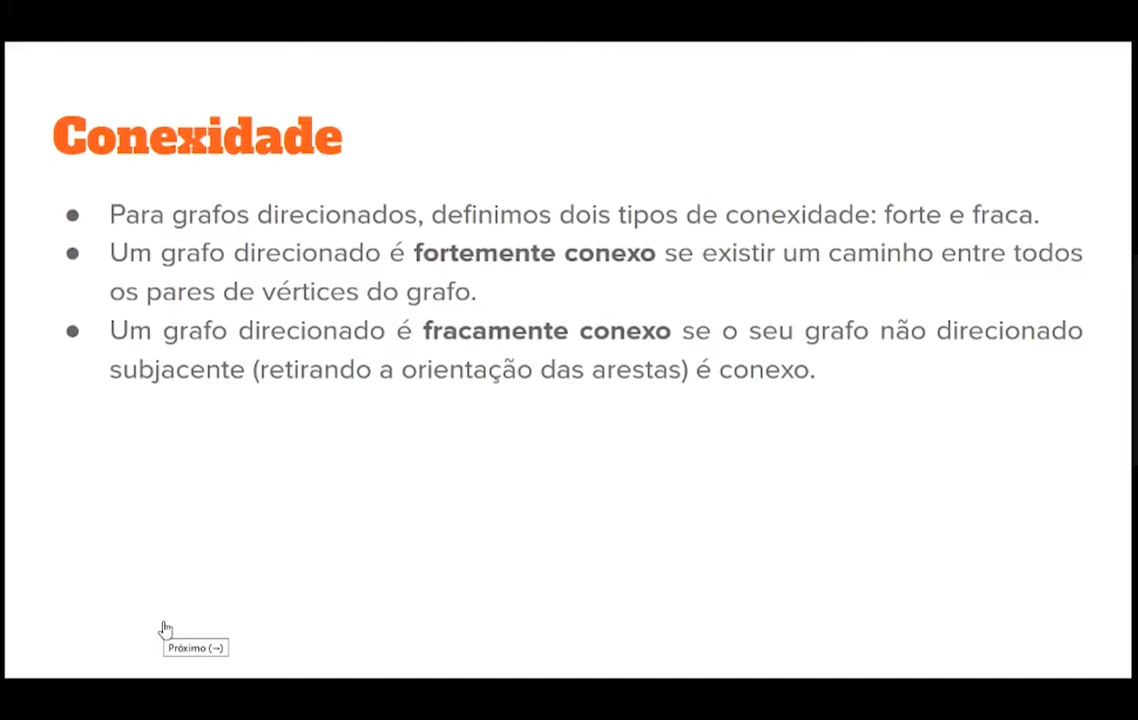 Conexidade
● Para grafos direcionados, definimos dois tipos de conexidade: forte e fraca.
● Um grafo direcionado é fortemente conexo se existir um caminho entre todos
os pares de vértices do grafo.
● Um grafo direcionado é fracamente conexo se o seu grafo não direcionado
subjacente (retirando a orientação das arestas) é conexo.
Próximo (→)